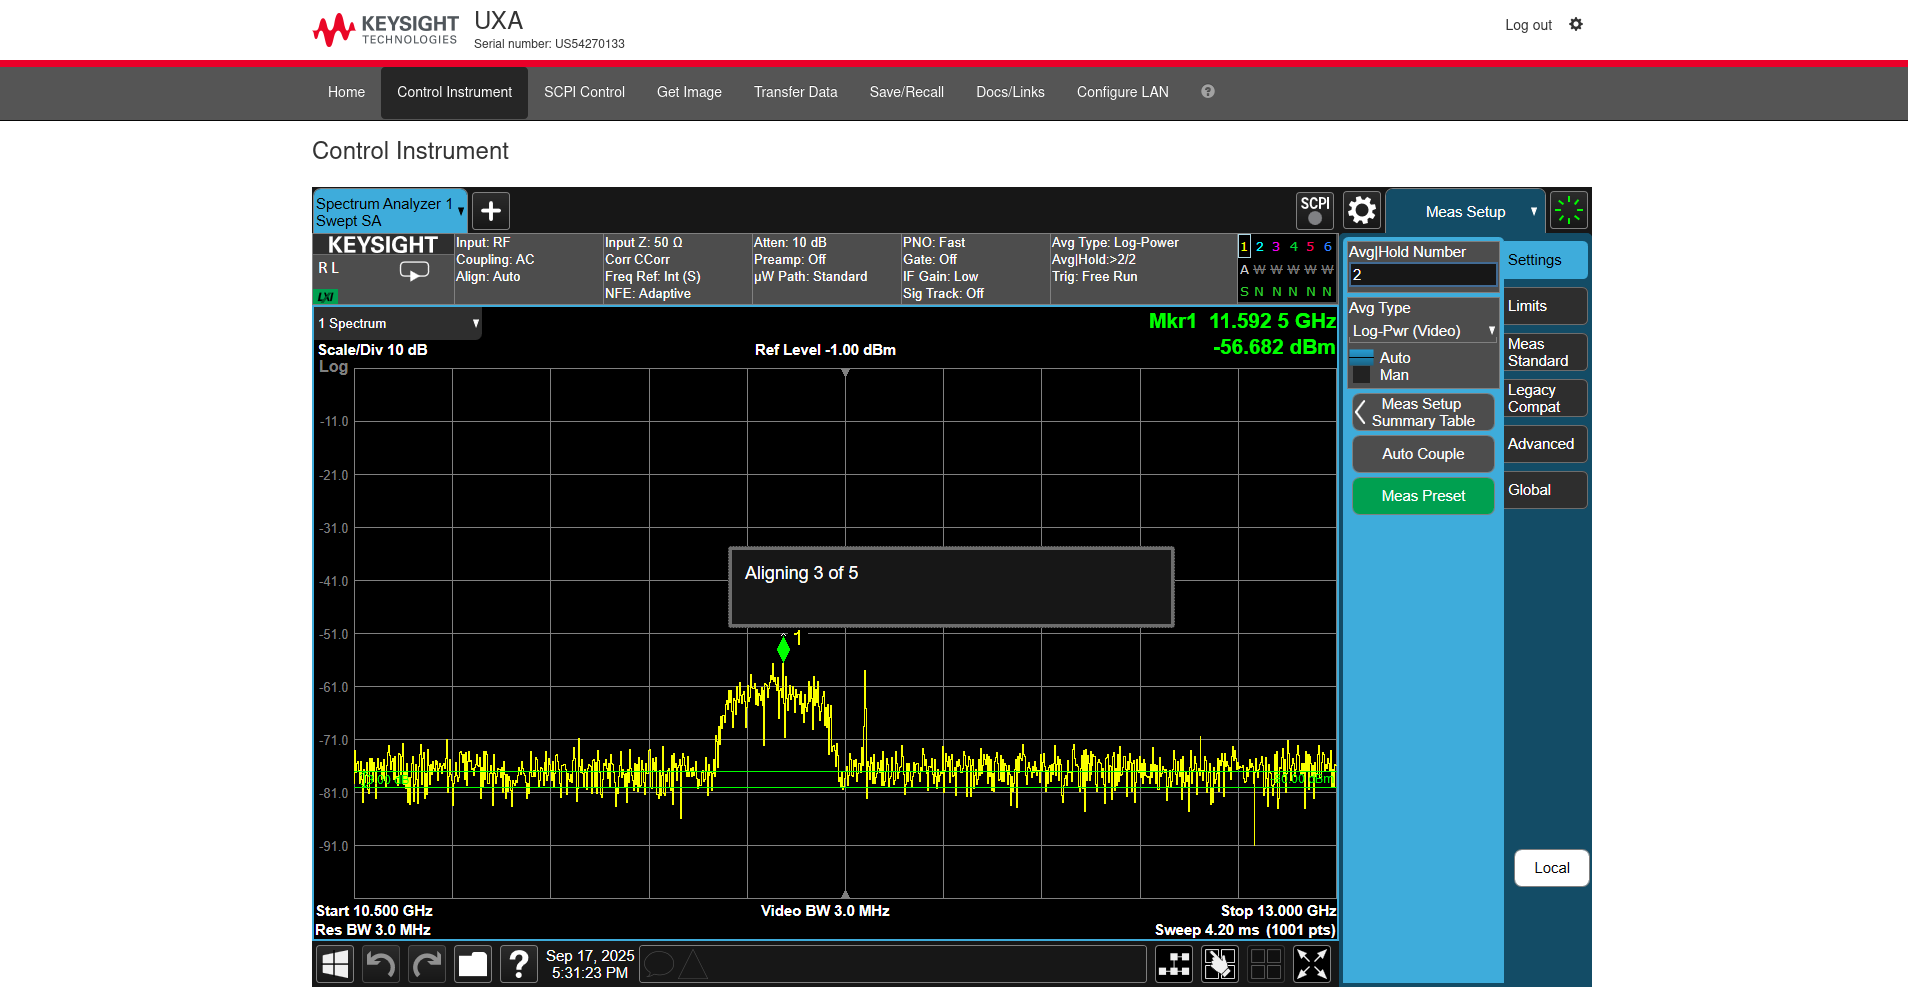 KEYSIGHT
TECHNOLOGIES
UXA
Serial number: US54270133
Log out
Home
Control Instrument
SCPI Control
Get Image
Transfer Data
Save/Recall
Docs/Links
Configure LAN
?
Control Instrument
Spectrum Analyzer 1
Swept SA
+
SCPI
Meas Setup
KEYSIGHT
R L
LXI
Input: RF
Coupling: AC
Align: Auto
Input Z: 50 Ω
Corr CCorr
Freq Ref: Int (S)
NFE: Adaptive
Atten: 10 dB
Preamp: Off
µW Path: Standard
PNO: Fast
Gate: Off
IF Gain: Low
Sig Track: Off
Avg Type: Log-Power
Avg|Hold:>2/2
Trig: Free Run
1 2 3 4 5 6
A W W W W W
S N N N N N
Avg|Hold Number
2
Avg Type
Log-Pwr (Video)
Auto
Man
Meas Setup
Summary Table
Auto Couple
Meas Preset
Settings
Limits
Meas
Standard
Legacy
Compat
Advanced
Global
Local
1 Spectrum
Scale/Div 10 dB
Log
Ref Level -1.00 dBm
Mkr1 11.592 5 GHz
-56.682 dBm
-11.0
-21.0
-31.0
-41.0
-51.0
-61.0
-71.0
-81.0
-91.0
Aligning 3 of 5
1
Start 10.500 GHz
Res BW 3.0 MHz
Video BW 3.0 MHz
Stop 13.000 GHz
Sweep 4.20 ms (1001 pts)
?
Sep 17, 2025
5:31:23 PM